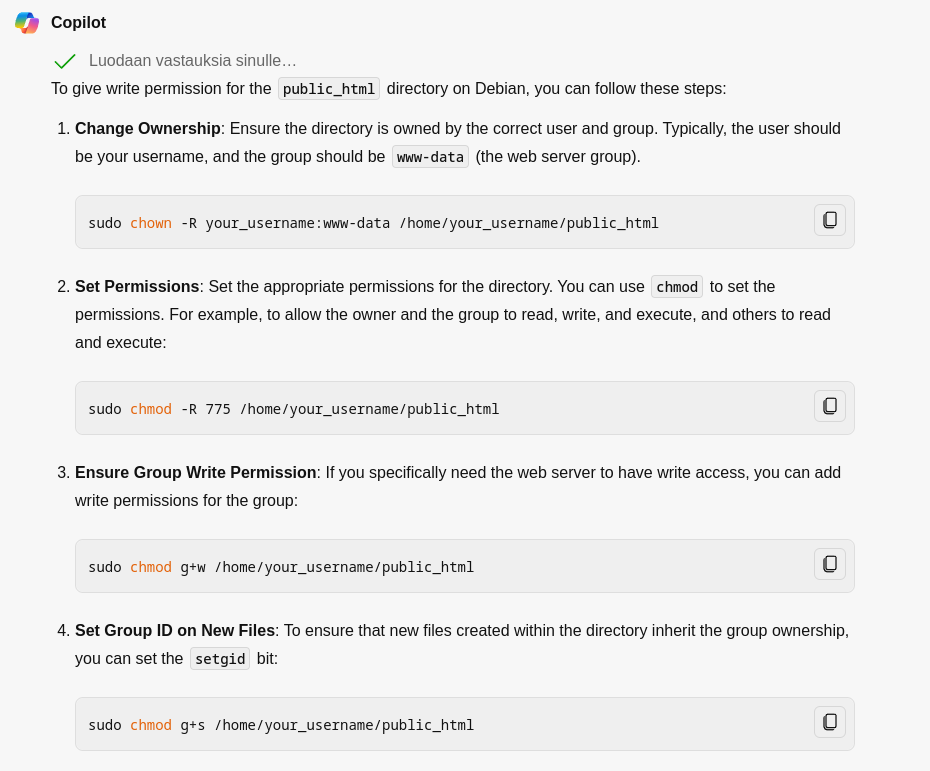 Copilot
Luodaan vastauksia sinulle…
To give write permission for the public_html directory on Debian, you can follow these steps:
1. Change Ownership: Ensure the directory is owned by the correct user and group. Typically, the user should
be your username, and the group should be www-data (the web server group).
sudo chown -R your_username:www-data /home/your_username/public_html
2. Set Permissions: Set the appropriate permissions for the directory. You can use chmod to set the
permissions. For example, to allow the owner and the group to read, write, and execute, and others to read
and execute:
sudo chmod -R 775 /home/your_username/public_html
3. Ensure Group Write Permission: If you specifically need the web server to have write access, you can add
write permissions for the group:
sudo chmod g+w /home/your_username/public_html
4. Set Group ID on New Files: To ensure that new files created within the directory inherit the group ownership,
you can set the setgid bit:
sudo chmod g+s /home/your_username/public_html